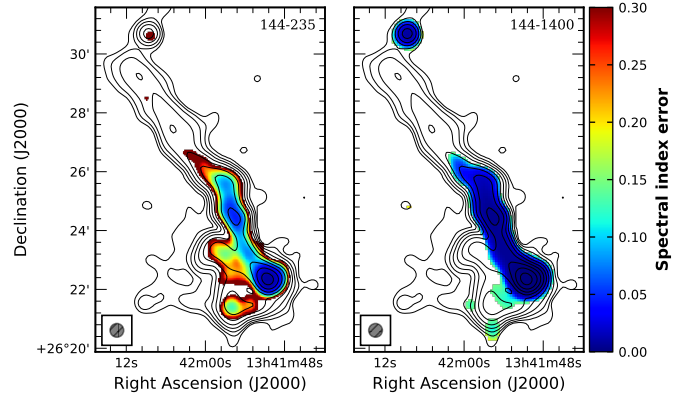 144-235
144-1400
30'
28'
26'
24'
22'
+26°20'
Declination (J2000)
12s
42m00s
13h41m48s
12s
42m00s
13h41m48s
Right Ascension (J2000)
Right Ascension (J2000)
0.30
0.25
0.20
0.15
0.10
0.05
0.00
Spectral index error